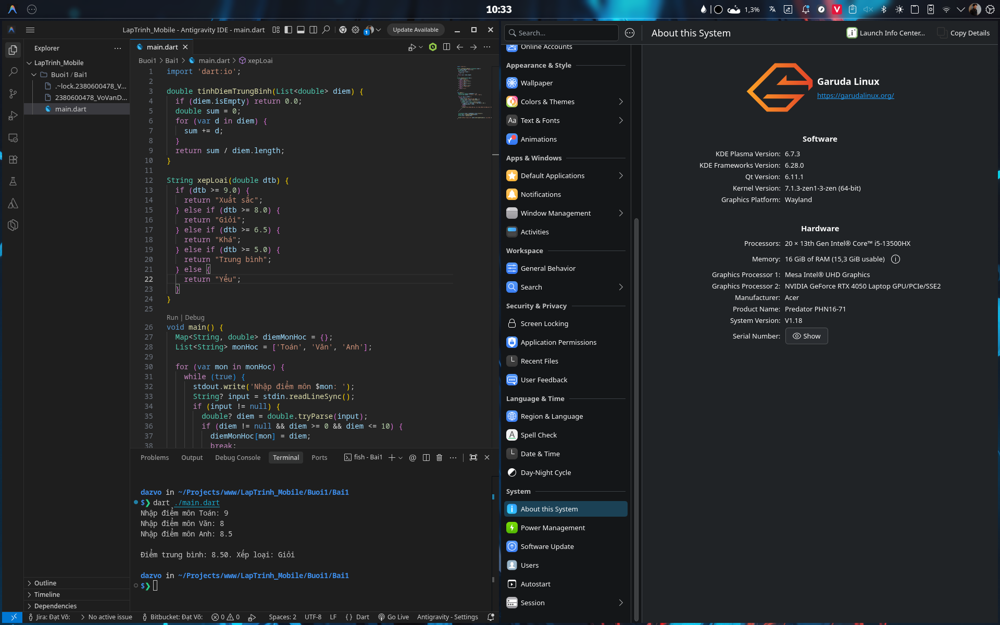 10:33
1,3%
LapTrinh_Mobile - Antigravity IDE - main.dart
1
Update Available
Explorer
LapTrinh_Mobile
Buoi1 / Bai1
.~lock.2380600478_V...
2380600478_VoVanD...
main.dart
main.dart
Buoi1 > Bai1 > main.dart > xepLoai
1 import 'dart:io';
2
3 double tinhDiemTrungBinh(List<double> diem) {
4 if (diem.isEmpty) return 0.0;
5 double sum = 0;
6 for (var d in diem) {
7 sum += d;
8 }
9 return sum / diem.length;
10 }
11
12 String xepLoai(double dtb) {
13 if (dtb >= 9.0) {
14 return "Xuất sắc";
15 } else if (dtb >= 8.0) {
16 return "Giỏi";
17 } else if (dtb >= 6.5) {
18 return "Khá";
19 } else if (dtb >= 5.0) {
20 return "Trung bình";
21 } else {
22 return "Yếu";
23 }
24 }
25
Run | Debug
26 void main() {
27 Map<String, double> diemMonHoc = {};
28 List<String> monHoc = ['Toán', 'Văn', 'Anh'];
29
30 for (var mon in monHoc) {
31 while (true) {
32 stdout.write('Nhập điểm môn $mon: ');
33 String? input = stdin.readLineSync();
34 if (input != null) {
35 double? diem = double.tryParse(input);
36 if (diem != null && diem >= 0 && diem <= 10) {
37 diemMonHoc[mon] = diem;
38 break;
Problems Output Debug Console Terminal Ports
fish - Bai1
dazvo in ~/Projects/www/LapTrinh_Mobile/Buoi1/Bai1
$❯ dart ./main.dart
Nhập điểm môn Toán: 9
Nhập điểm môn Văn: 8
Nhập điểm môn Anh: 8.5
Điểm trung bình: 8.50. Xếp loại: Giỏi
dazvo in ~/Projects/www/LapTrinh_Mobile/Buoi1/Bai1
$❯
Outline
Timeline
Dependencies
Jira: Đạt Võ:
No active issue
Bitbucket: Đạt Võ:
0 0
Spaces: 2
UTF-8
LF
{ } Dart
Go Live
Antigravity - Settings
Search...
Online Accounts
Appearance & Style
Wallpaper
Colors & Themes
Text & Fonts
Animations
Apps & Windows
Default Applications
Notifications
Window Management
Activities
Workspace
General Behavior
Search
Security & Privacy
Screen Locking
Application Permissions
Recent Files
User Feedback
Language & Time
Region & Language
Spell Check
Date & Time
Day-Night Cycle
System
About this System
Power Management
Software Update
Users
Autostart
Session
About this System
Launch Info Center...
Copy Details
Garuda Linux
https://garudalinux.org/
Software
KDE Plasma Version: 6.7.3
KDE Frameworks Version: 6.28.0
Qt Version: 6.11.1
Kernel Version: 7.1.3-zen1-3-zen (64-bit)
Graphics Platform: Wayland
Hardware
Processors: 20 × 13th Gen Intel® Core™ i5-13500HX
Memory: 16 GiB of RAM (15,3 GiB usable)
Graphics Processor 1: Mesa Intel® UHD Graphics
Graphics Processor 2: NVIDIA GeForce RTX 4050 Laptop GPU/PCIe/SSE2
Manufacturer: Acer
Product Name: Predator PHN16-71
System Version: V1.18
Serial Number: Show